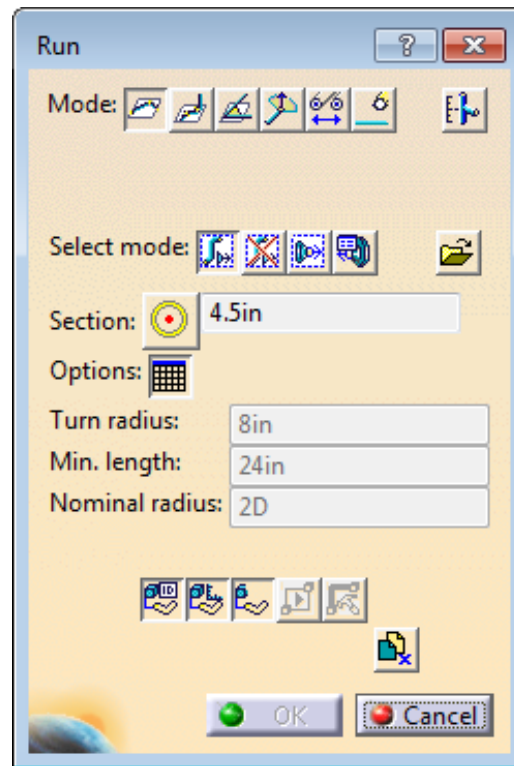 Run
Mode:
Select mode:
Section: 4.5in
Options:
Turn radius: 8in
Min. length: 24in
Nominal radius: 2D
ID
OK Cancel